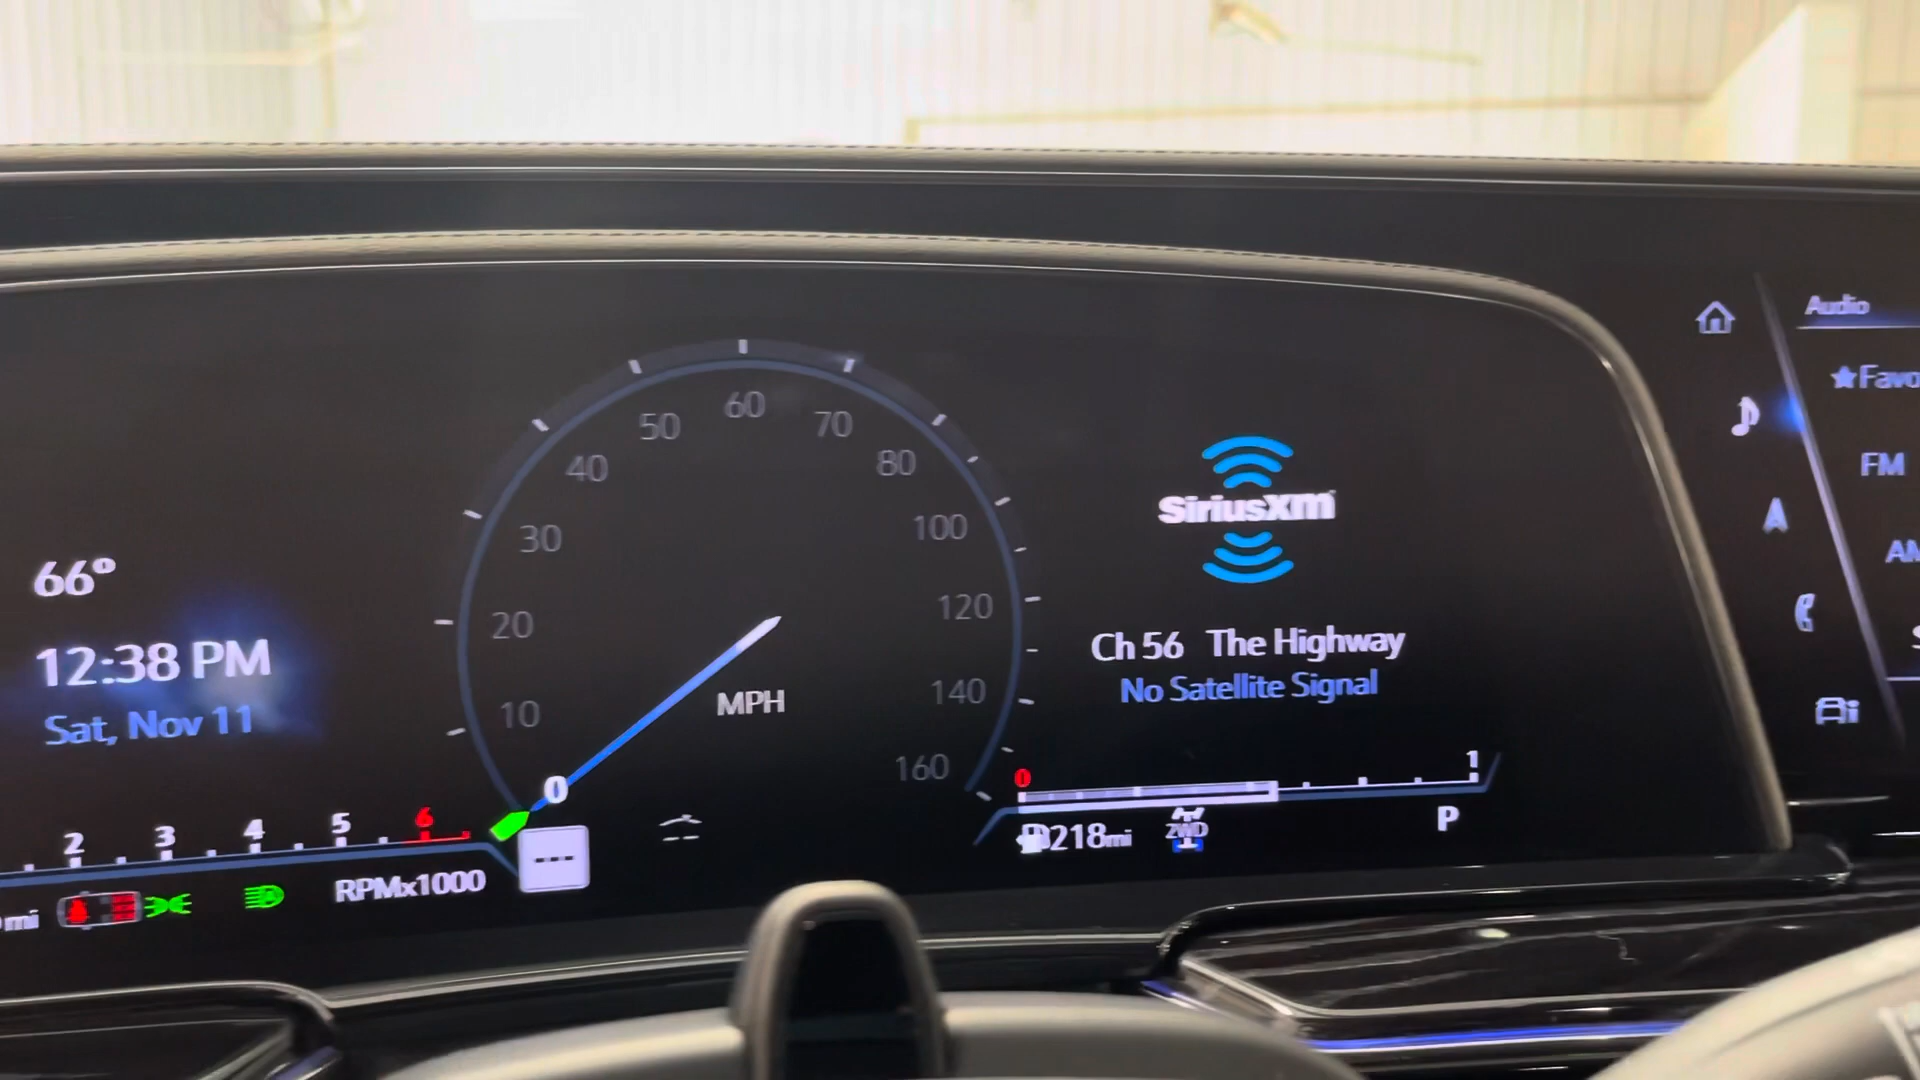 Audio
66°
12:38 PM
Sat, Nov 11
0 10 20 30 40 50 60 70 80 100 120 140 160
MPH
SiriusXM
Ch 56 The Highway
No Satellite Signal
FM
2 3 4 5 6
RPMx1000
mi
---
0 1
218mi
2WD
P